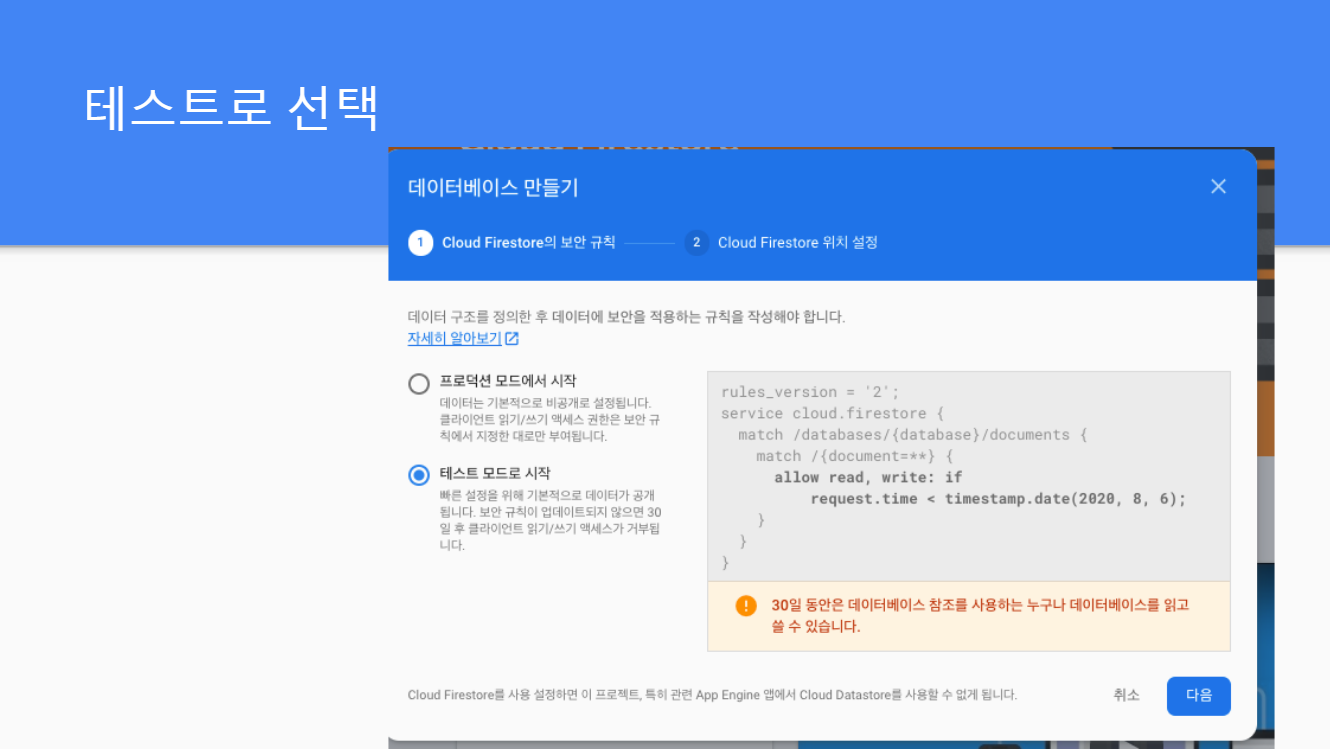 테스트로 선택
데이터베이스 만들기
1 Cloud Firestore의 보안 규칙 2 Cloud Firestore 위치 설정
데이터 구조를 정의한 후 데이터에 보안을 적용하는 규칙을 작성해야 합니다.
자세히 알아보기
프로덕션 모드에서 시작
데이터는 기본적으로 비공개로 설정됩니다.
클라이언트 읽기/쓰기 액세스 권한은 보안 규
칙에서 지정한 대로만 부여됩니다.
테스트 모드로 시작
빠른 설정을 위해 기본적으로 데이터가 공개
됩니다. 보안 규칙이 업데이트되지 않으면 30
일 후 클라이언트 읽기/쓰기 액세스가 거부됩
니다.
rules_version = '2';
service cloud.firestore {
match /databases/{database}/documents {
match /{document=**} {
allow read, write: if
request.time < timestamp.date(2020, 8, 6);
}
}
}
30일 동안은 데이터베이스 참조를 사용하는 누구나 데이터베이스를 읽고
쓸 수 있습니다.
Cloud Firestore를 사용 설정하면 이 프로젝트, 특히 관련 App Engine 앱에서 Cloud Datastore를 사용할 수 없게 됩니다.
취소 다음